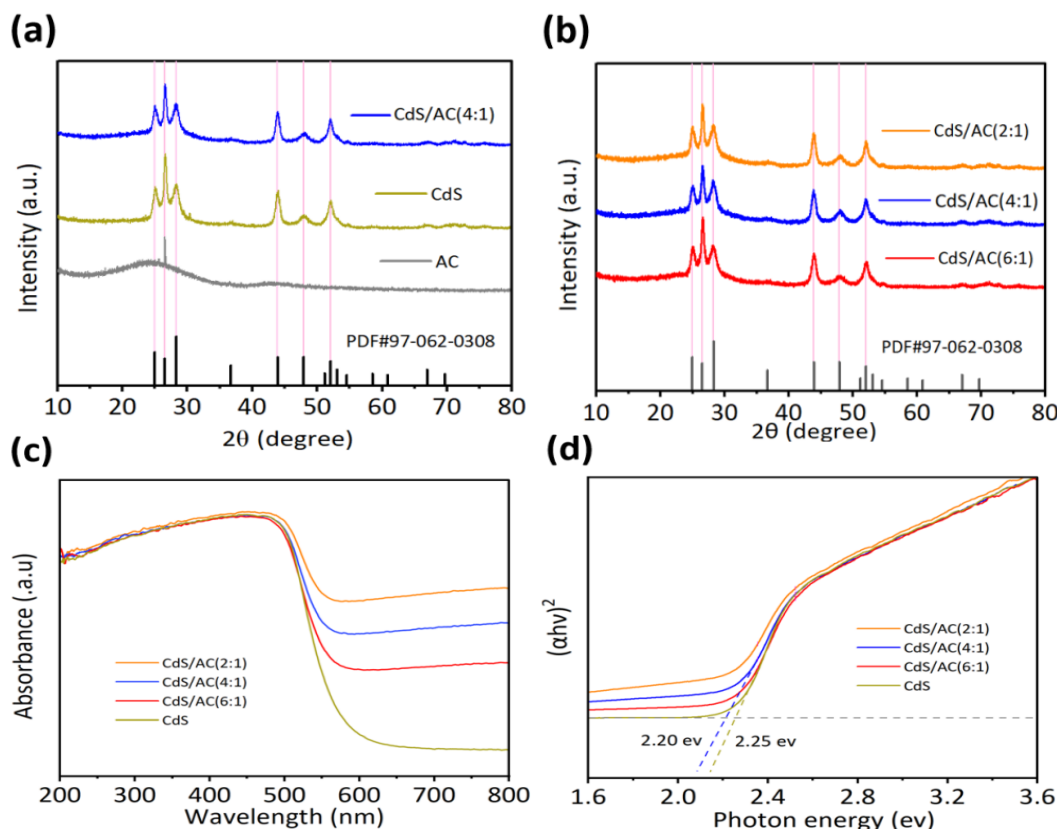 (a)
Intensity (a.u.)
CdS/AC(4:1)
CdS
AC
PDF#97-062-0308
10 20 30 40 50 60 70 80
2θ (degree)
(b)
Intensity (a.u.)
CdS/AC(2:1)
CdS/AC(4:1)
CdS/AC(6:1)
PDF#97-062-0308
10 20 30 40 50 60 70 80
2θ (degree)
(c)
Absorbance (.a.u)
CdS/AC(2:1)
CdS/AC(4:1)
CdS/AC(6:1)
CdS
200 300 400 500 600 700 800
Wavelength (nm)
(d)
(αhν)²
CdS/AC(2:1)
CdS/AC(4:1)
CdS/AC(6:1)
CdS
2.20 ev 2.25 ev
1.6 2.0 2.4 2.8 3.2 3.6
Photon energy (ev)